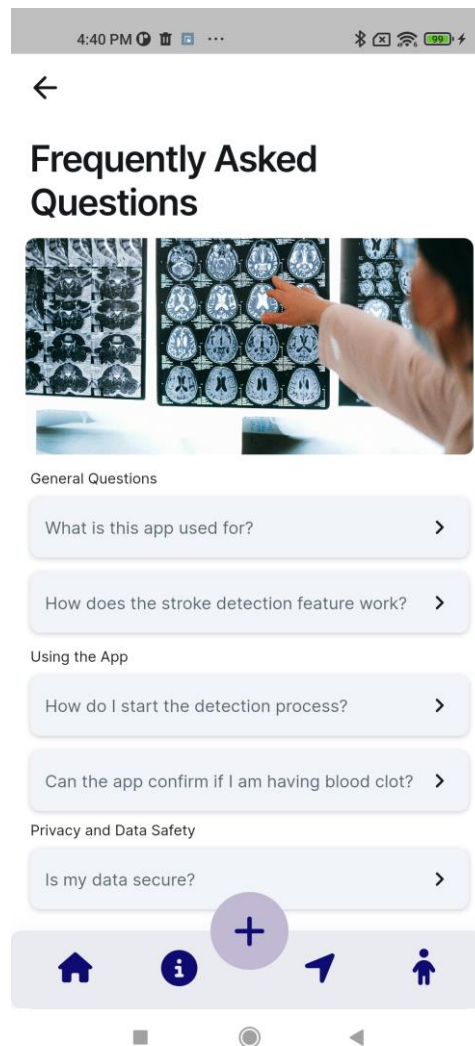 4:40 PM
99
Frequently Asked
Questions
General Questions
What is this app used for?
How does the stroke detection feature work?
Using the App
How do I start the detection process?
Can the app confirm if I am having blood clot?
Privacy and Data Safety
Is my data secure?